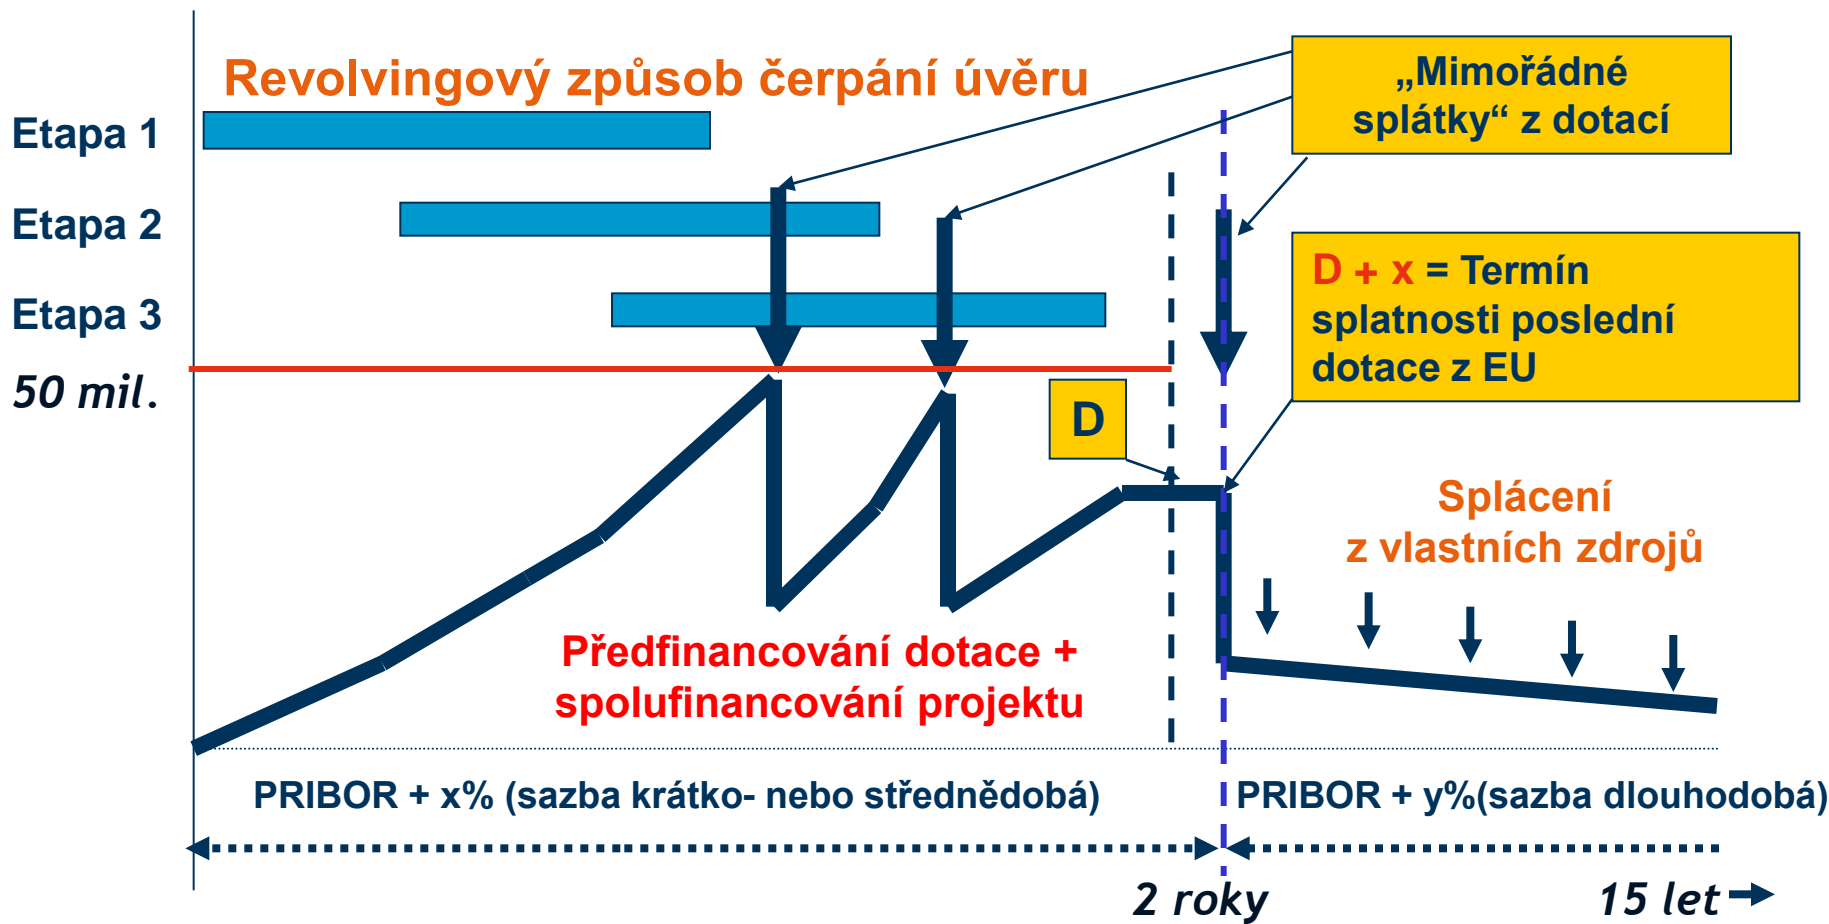 Revolvingový způsob čerpání úvěru
„Mimořádné
splátky“ z dotací
Etapa 1
Etapa 2
Etapa 3
50 mil.
D + x = Termín
splatnosti poslední
dotace z EU
D
Splácení
z vlastních zdrojů
Předfinancování dotace +
spolufinancování projektu
PRIBOR + x% (sazba krátko- nebo střednědobá)
PRIBOR + y%(sazba dlouhodobá)
2 roky
15 let